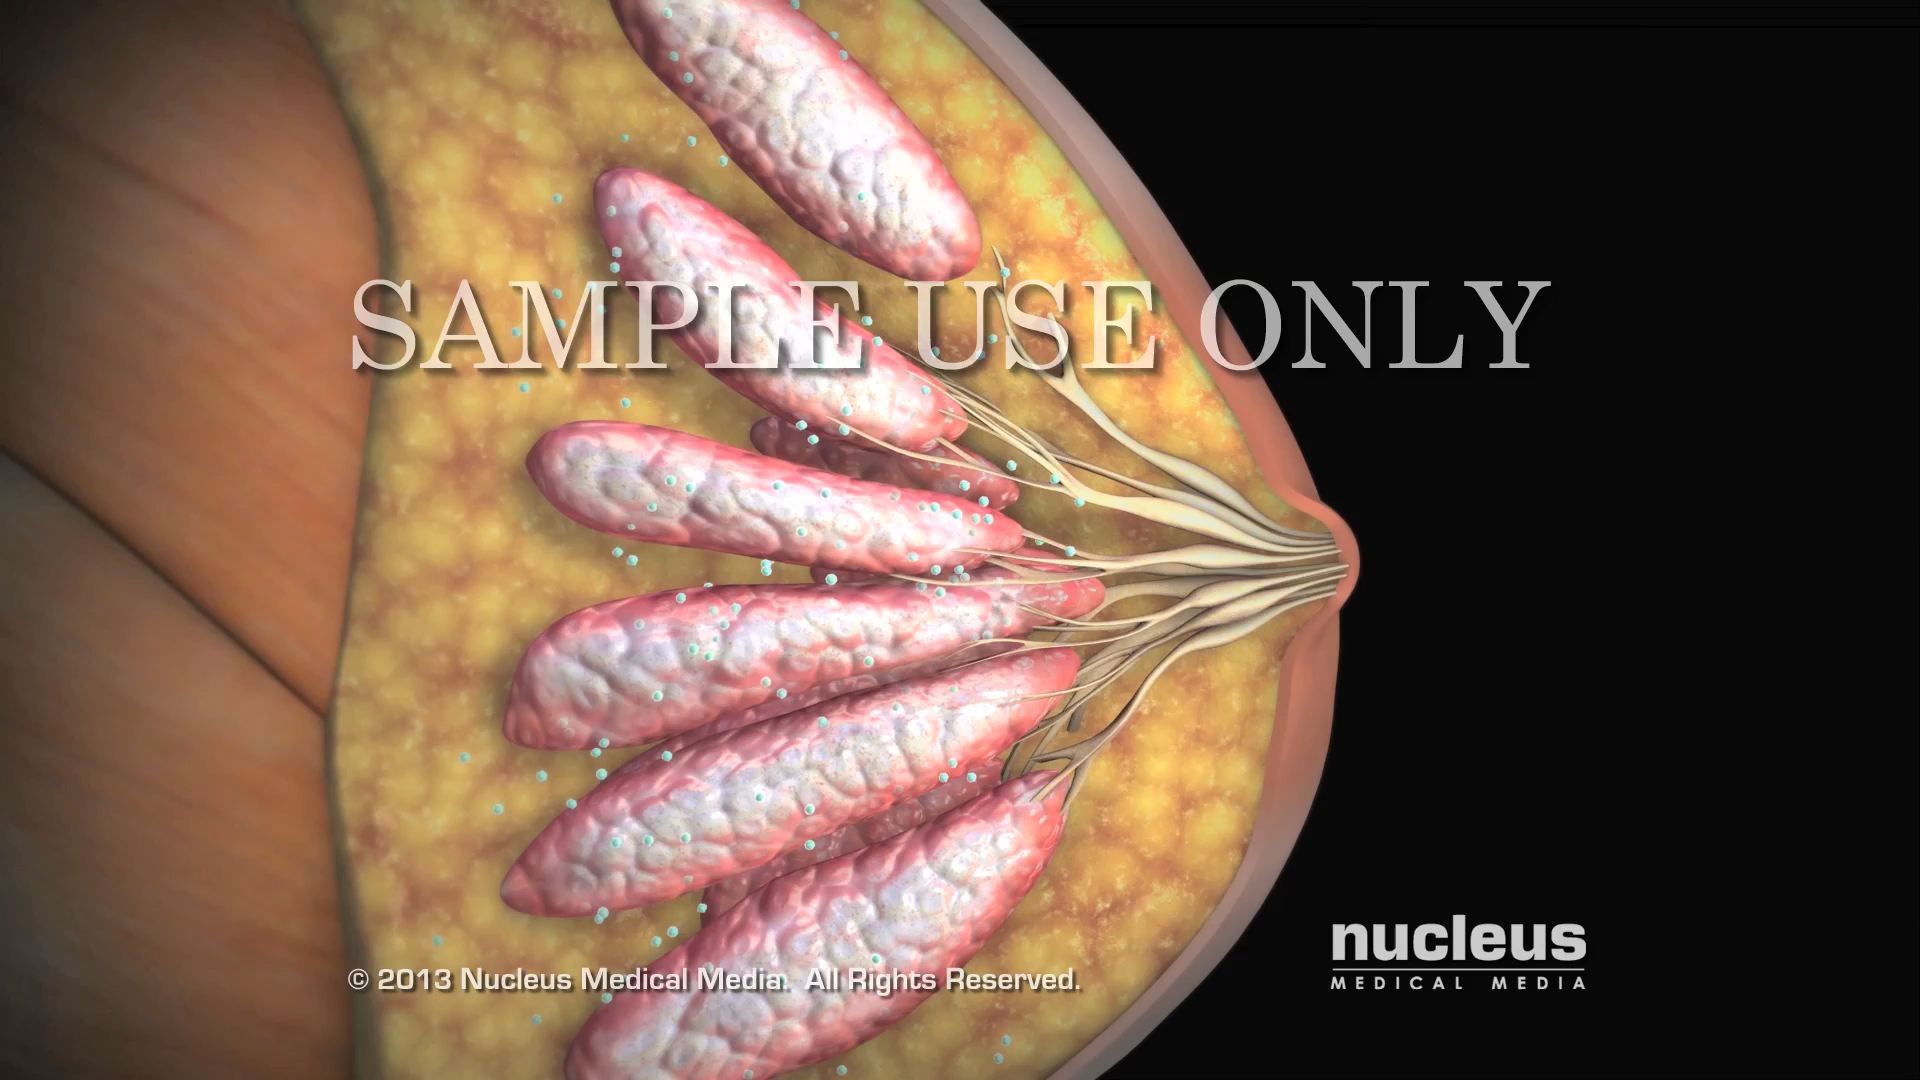 SAMPLE USE ONLY
nucleus
MEDICAL MEDIA
© 2013 Nucleus Medical Media. All Rights Reserved.